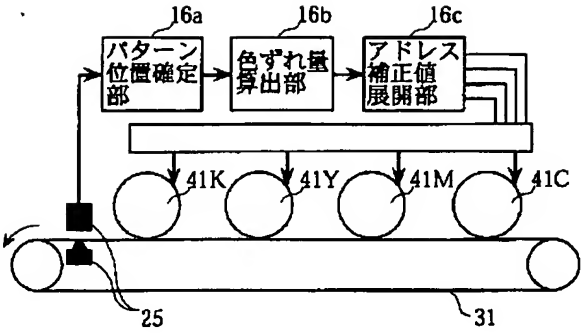 16a
16b
16c
パターン
位置確定
部
色ずれ量
算出部
アドレス
補正値
展開部
41K
41Y
41M
41C
25
31